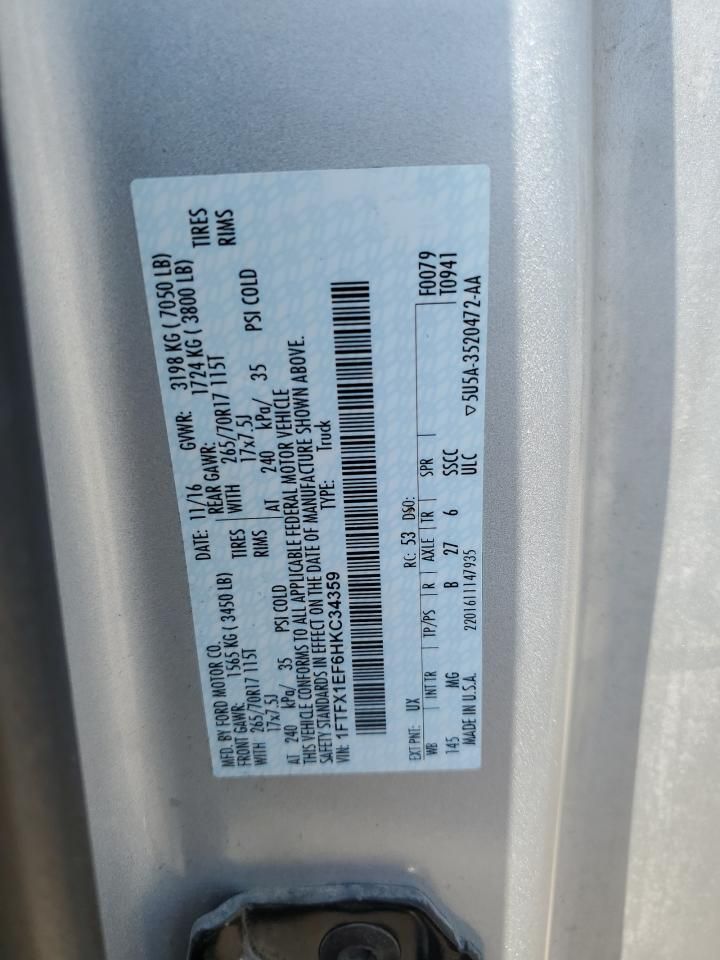 MFD. BY FORD MOTOR CO. DATE: 11/16 GVWR: 3198 KG ( 7050 LB)
FRONT GAWR: 1565 KG ( 3450 LB) REAR GAWR: 1724 KG ( 3800 LB)
WITH 265/70R17 115T TIRES WITH 265/70R17 115T TIRES
17x7.5J RIMS 17x7.5J RIMS
AT 240 kPa/ 35 PSI COLD AT 240 kPa/ 35 PSI COLD
THIS VEHICLE CONFORMS TO ALL APPLICABLE FEDERAL MOTOR VEHICLE
SAFETY STANDARDS IN EFFECT ON THE DATE OF MANUFACTURE SHOWN ABOVE.
VIN: 1FTFX1EF6HKC34359 TYPE: Truck
EXT PNT: UX RC: 53 DSO: F0079
WB INT TR TP/PS R AXLE TR SPR T0941
145 MG B 27 6 SSCC
MADE IN U.S.A. 2201611147935 ULC ▽5U5A-3520472-AA